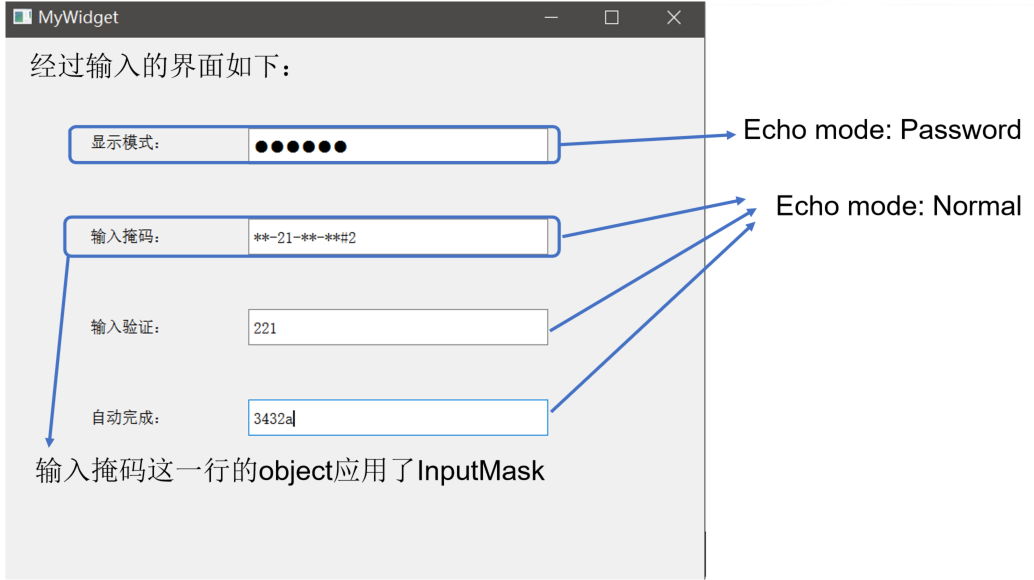 MyWidget
经过输入的界面如下：
显示模式：
●●●●●●
Echo mode: Password
Echo mode: Normal
输入掩码：
**-21-**-**#2
输入验证：
221
自动完成：
3432a
输入掩码这一行的object应用了InputMask